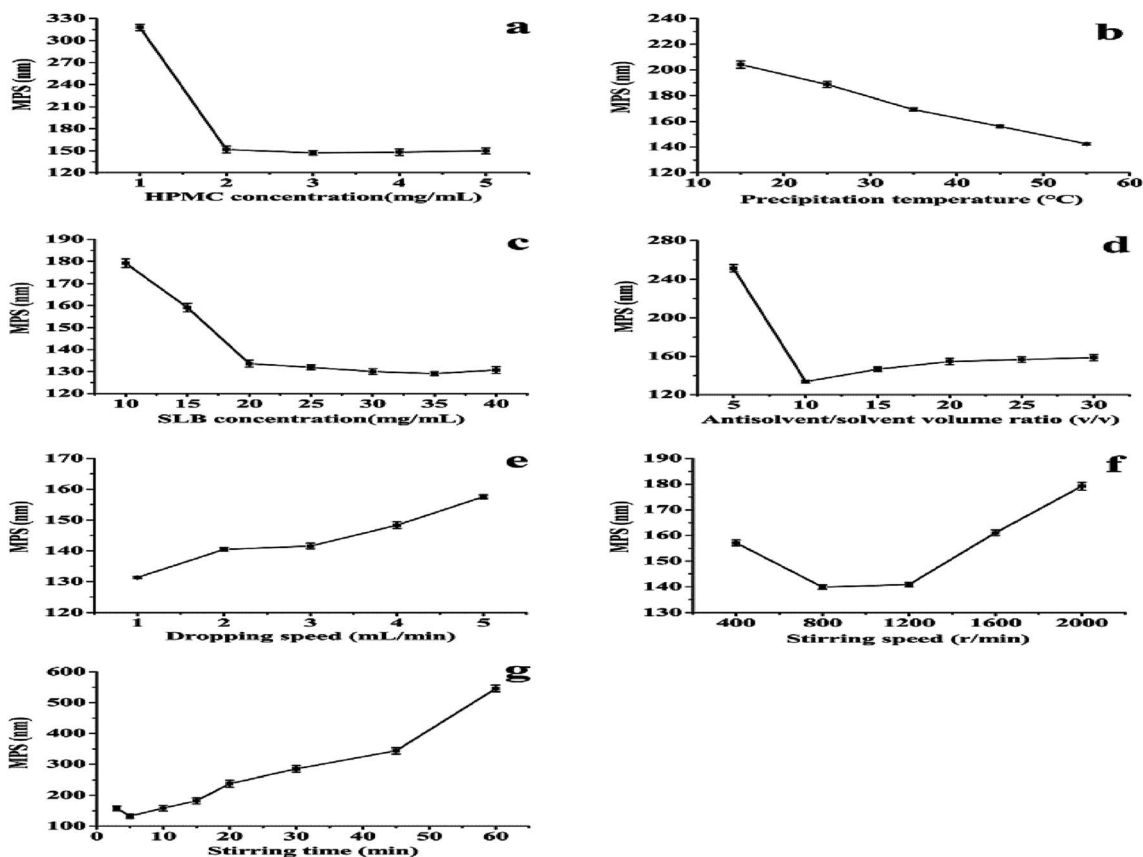 a
330
300
270
240
210
180
150
120
MPS (nm)
1 2 3 4 5
HPMC concentration(mg/mL)
b
240
220
200
180
160
140
120
MPS (nm)
10 20 30 40 50 60
Precipitation temperature (°C)
c
190
180
170
160
150
140
130
120
MPS (nm)
10 15 20 25 30 35 40
SLB concentration(mg/mL)
d
280
240
200
160
120
MPS (nm)
5 10 15 20 25 30
Antisolvent/solvent volume ratio (v/v)
e
170
160
150
140
130
120
MPS (nm)
1 2 3 4 5
Dropping speed (mL/min)
f
190
180
170
160
150
140
130
MPS (nm)
400 800 1200 1600 2000
Stirring speed (r/min)
g
600
500
400
300
200
100
MPS (nm)
0 10 20 30 40 50 60
Stirring time (min)